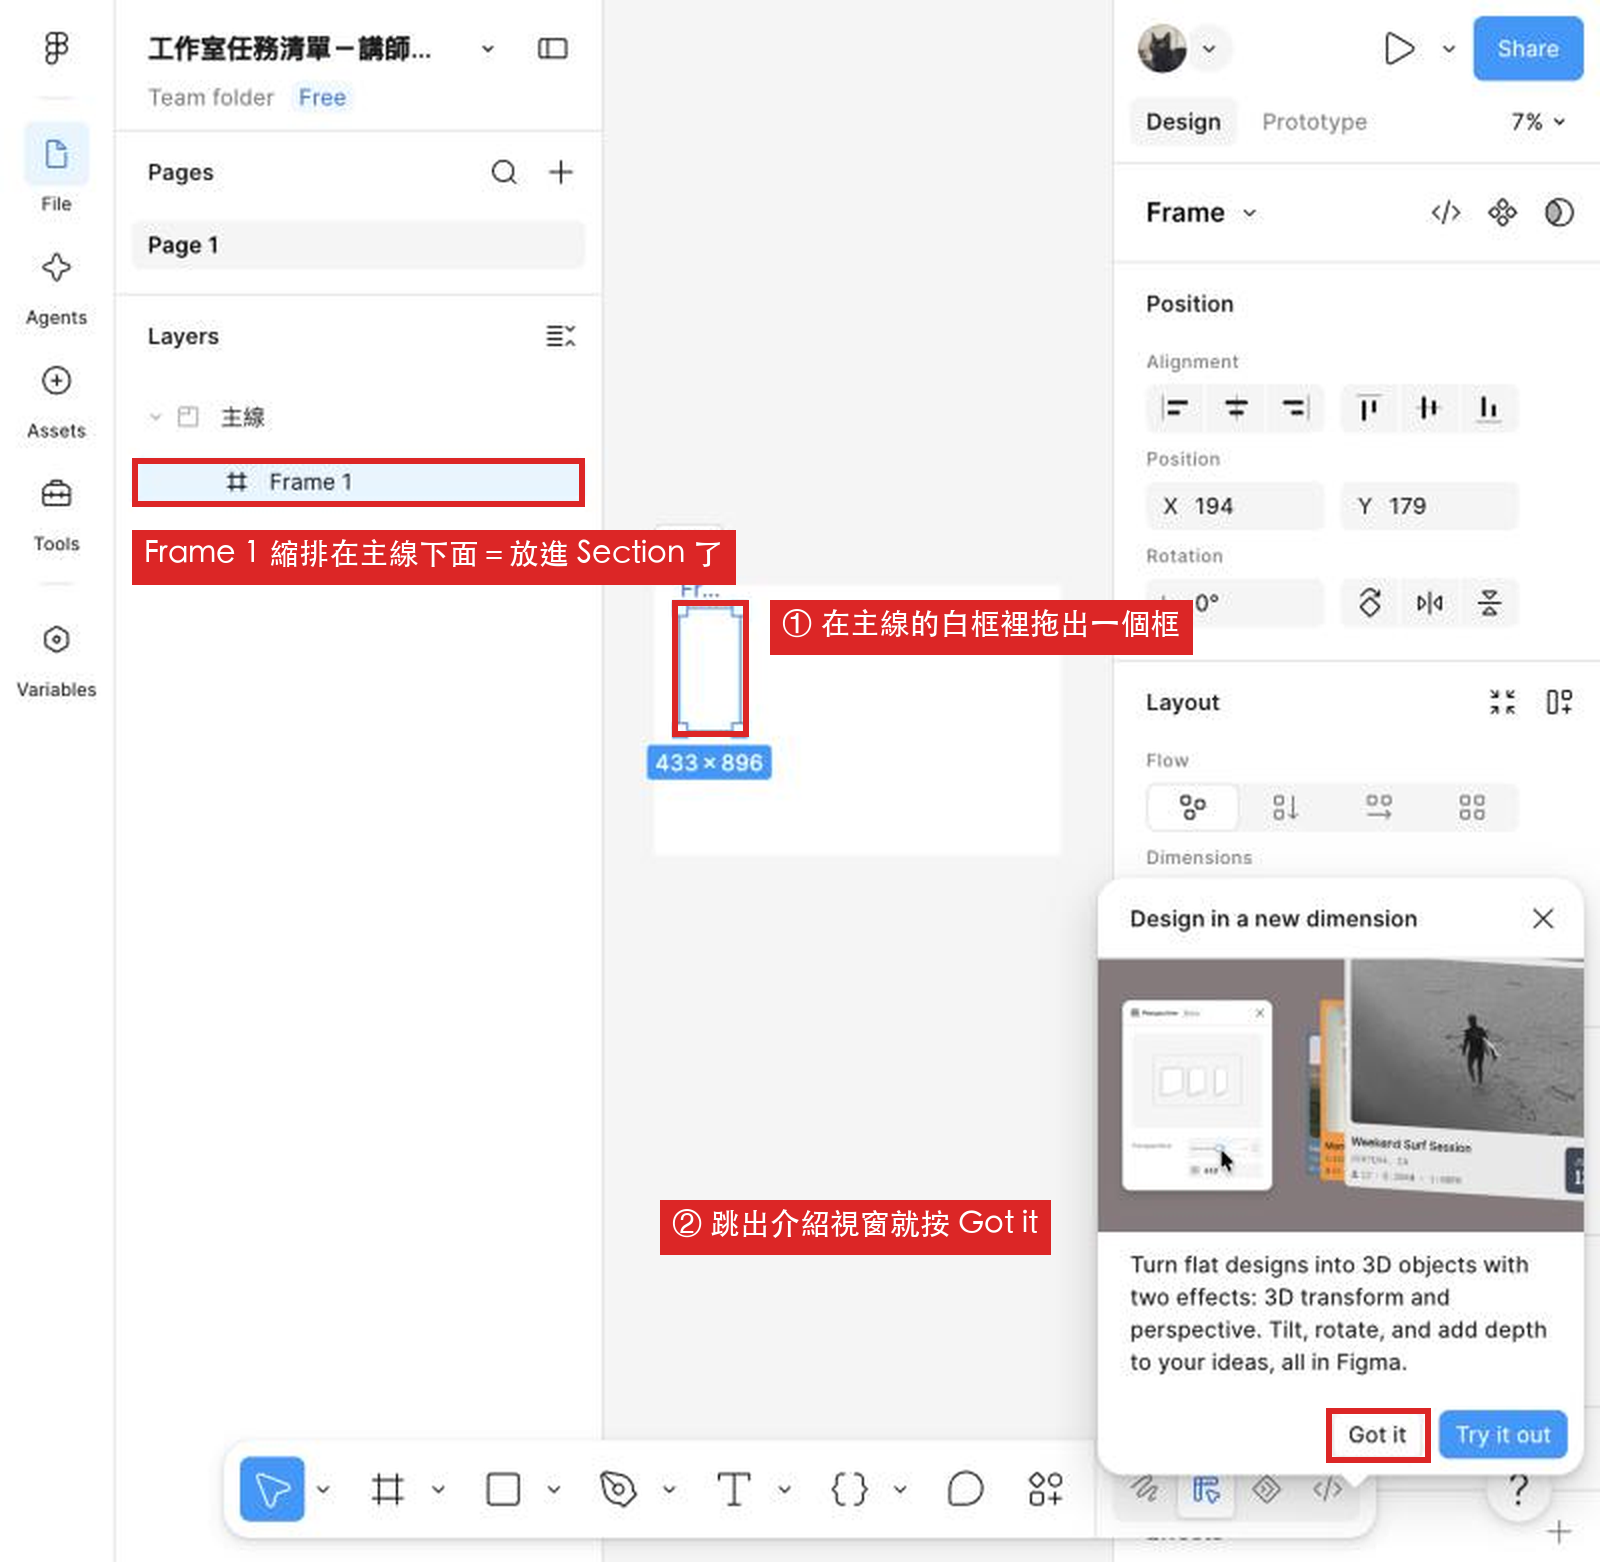 工作室任務清單－講師...
Team folder Free
File
Agents
Assets
Tools
Variables
Pages
Page 1
Layers
主線
Frame 1
Frame 1 縮排在主線下面＝放進 Section 了
Fr...
① 在主線的白框裡拖出一個框
433 × 896
② 跳出介紹視窗就按 Got it
Share
Design Prototype 7%
Frame
Position
Alignment
Position
X 194 Y 179
Rotation
0°
Layout
Flow
Dimensions
Design in a new dimension
Perspective
Weekend Surf Session
Turn flat designs into 3D objects with
two effects: 3D transform and
perspective. Tilt, rotate, and add depth
to your ideas, all in Figma.
Got it Try it out
?